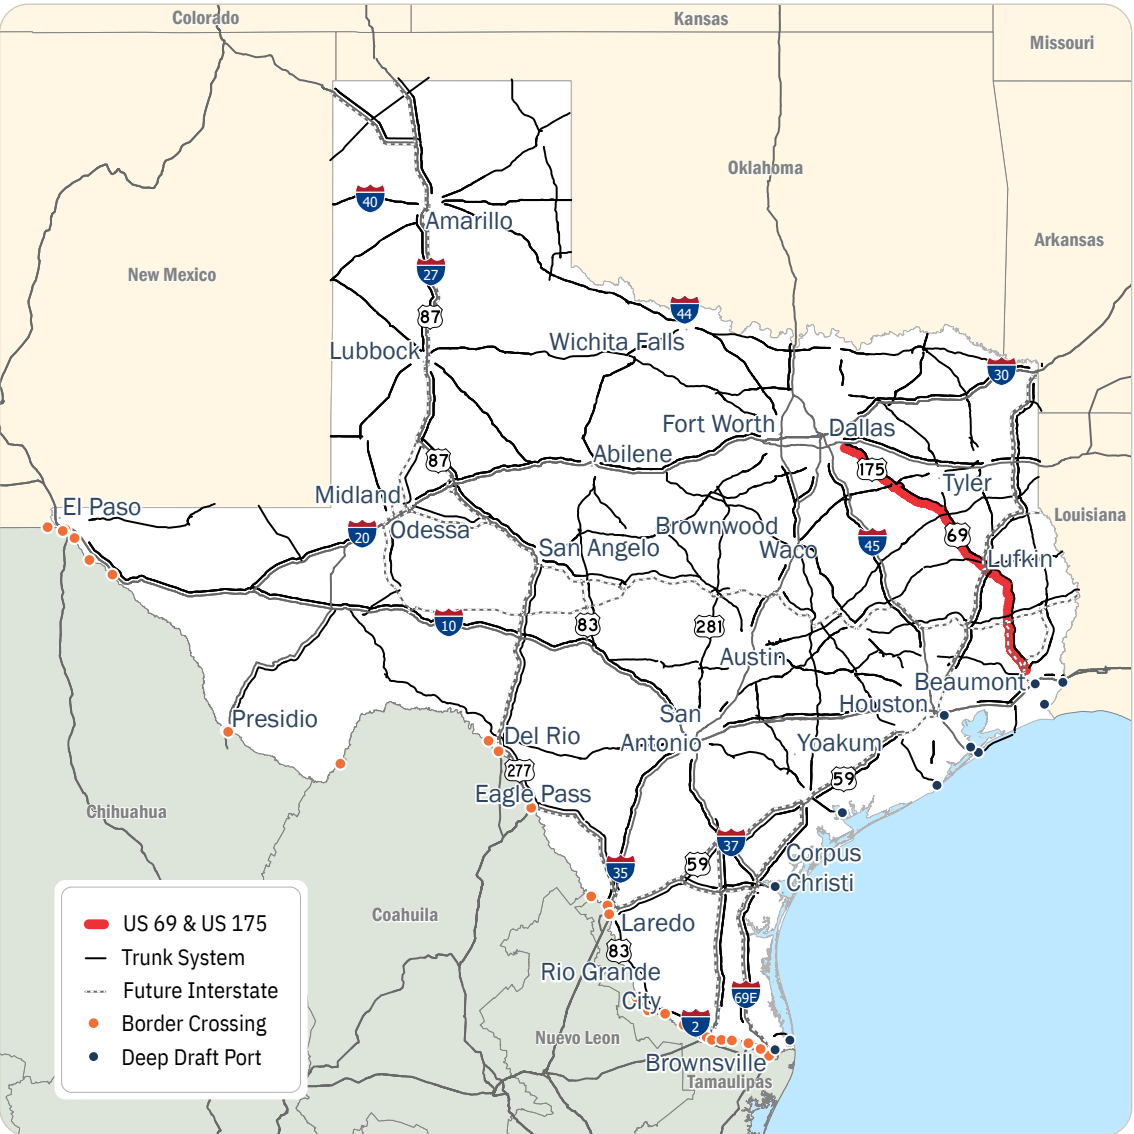 Colorado
Kansas
Missouri
Oklahoma
40
Amarillo
Arkansas
New Mexico
27
87
44
Lubbock
Wichita Falls
30
Fort Worth
Dallas
87
Abilene
175
Tyler
Midland
El Paso
20
Odessa
Brownwood
69
Louisiana
San Angelo
Waco
45
Lufkin
10
83
281
Austin
Beaumont
Presidio
San
Antonio
Houston
Del Rio
Yoakum
277
59
Eagle Pass
Chihuahua
37
35
59
Corpus
Christi
Coahuila
Laredo
83
Rio Grande
City
69E
2
Nuevo Leon
Brownsville
Tamaulipas
US 69 & US 175
Trunk System
Future Interstate
Border Crossing
Deep Draft Port